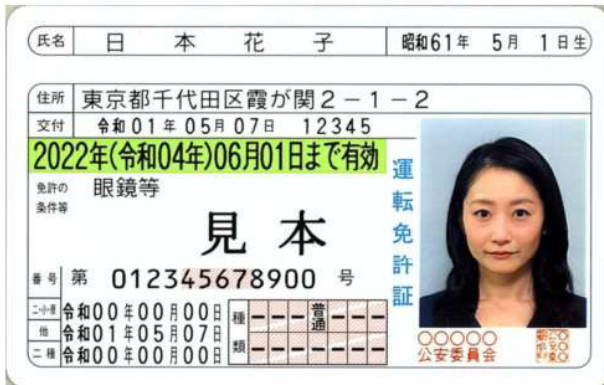 氏名 日本花子 昭和61年 5月 1日生
住所 東京都千代田区霞が関2-1-2
交付 令和01年05月07日 12345
2022年(令和04年)06月01日まで有効
免許の条件等 眼鏡等
見本
番号 第 012345678900 号
二・小・原 令和00年00月00日
他 令和01年05月07日
二種 令和00年00月00日
種類 普通
運転免許証
○○○○○
公安委員会